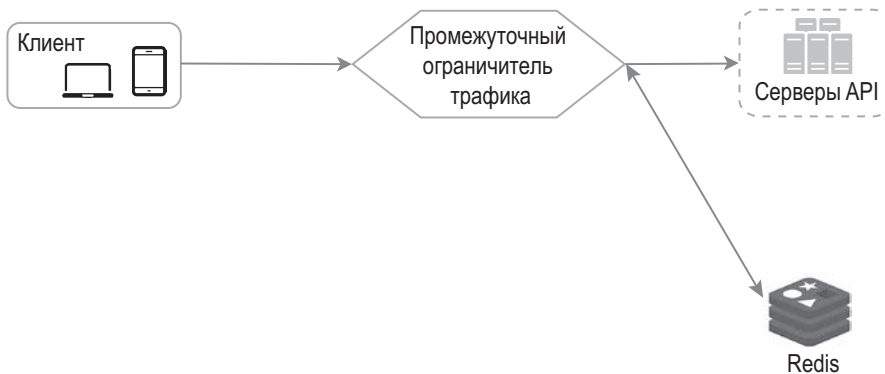 Клиент
Промежуточный
ограничитель
трафика
Серверы API
Redis